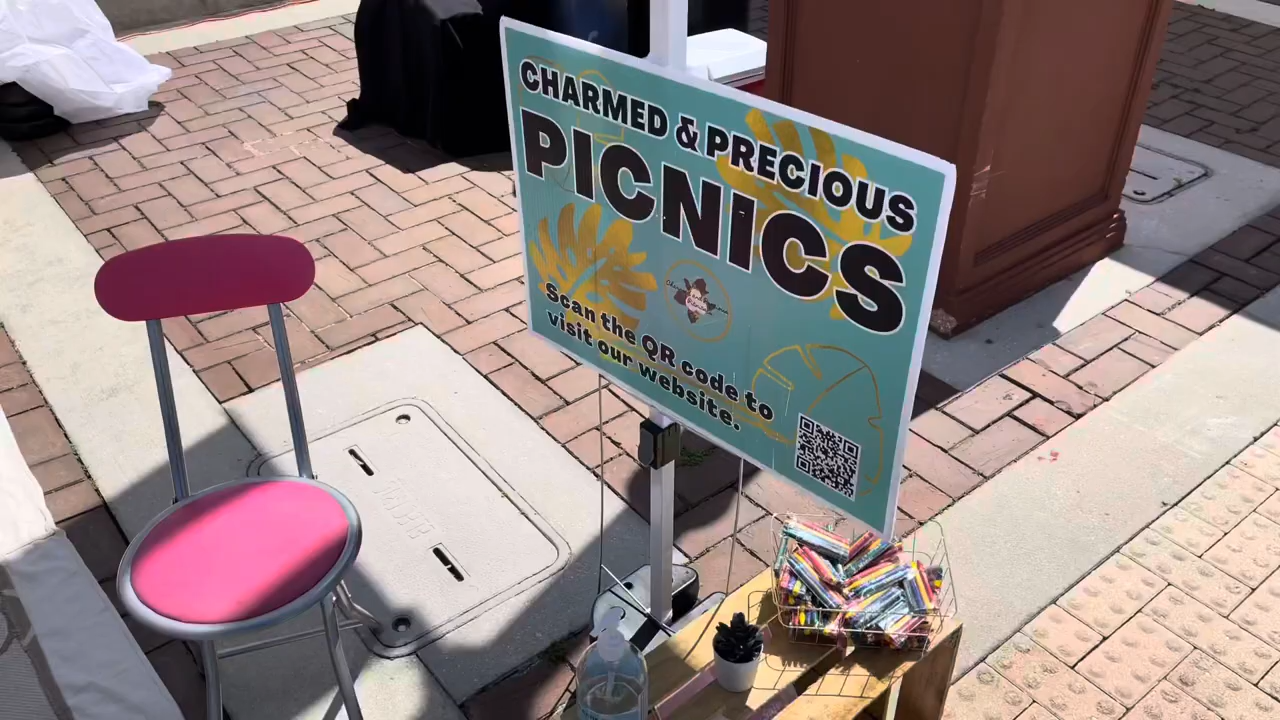 CHARMED & PRECIOUS
PICNICS
Scan the QR code to
visit our website.